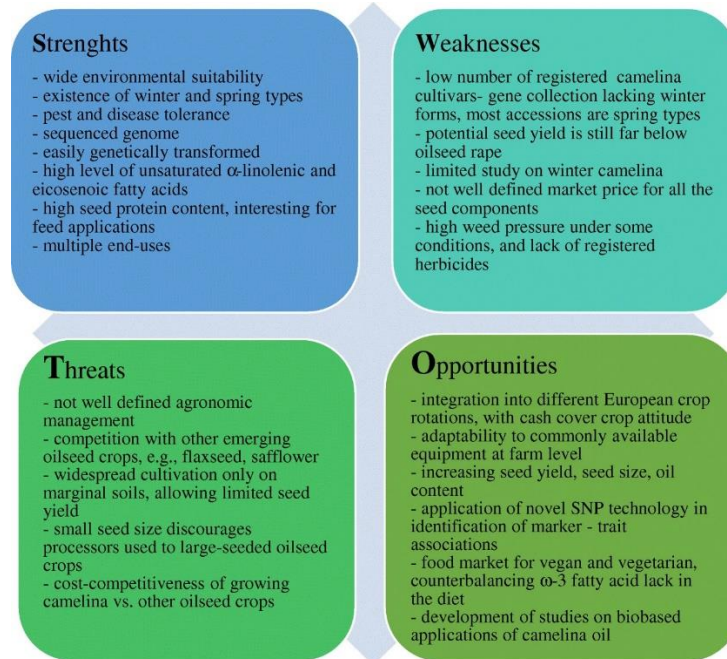 Strenghts
- wide environmental suitability
- existence of winter and spring types
- pest and disease tolerance
- sequenced genome
- easily genetically transformed
- high level of unsaturated α-linolenic and
eicosenoic fatty acids
- high seed protein content, interesting for
feed applications
- multiple end-uses
Weaknesses
- low number of registered camelina
cultivars- gene collection lacking winter
forms, most accessions are spring types
- potential seed yield is still far below
oilseed rape
- limited study on winter camelina
- not well defined market price for all the
seed components
- high weed pressure under some
conditions, and lack of registered
herbicides
Threats
- not well defined agronomic
management
- competition with other emerging
oilseed crops, e.g., flaxseed, safflower
- widespread cultivation only on
marginal soils, allowing limited seed
yield
- small seed size discourages
processors used to large-seeded oilseed
crops
- cost-competitiveness of growing
camelina vs. other oilseed crops
Opportunities
- integration into different European crop
rotations, with cash cover crop attitude
- adaptability to commonly available
equipment at farm level
- increasing seed yield, seed size, oil
content
- application of novel SNP technology in
identification of marker - trait
associations
- food market for vegan and vegetarian,
counterbalancing ω-3 fatty acid lack in
the diet
- development of studies on biobased
applications of camelina oil